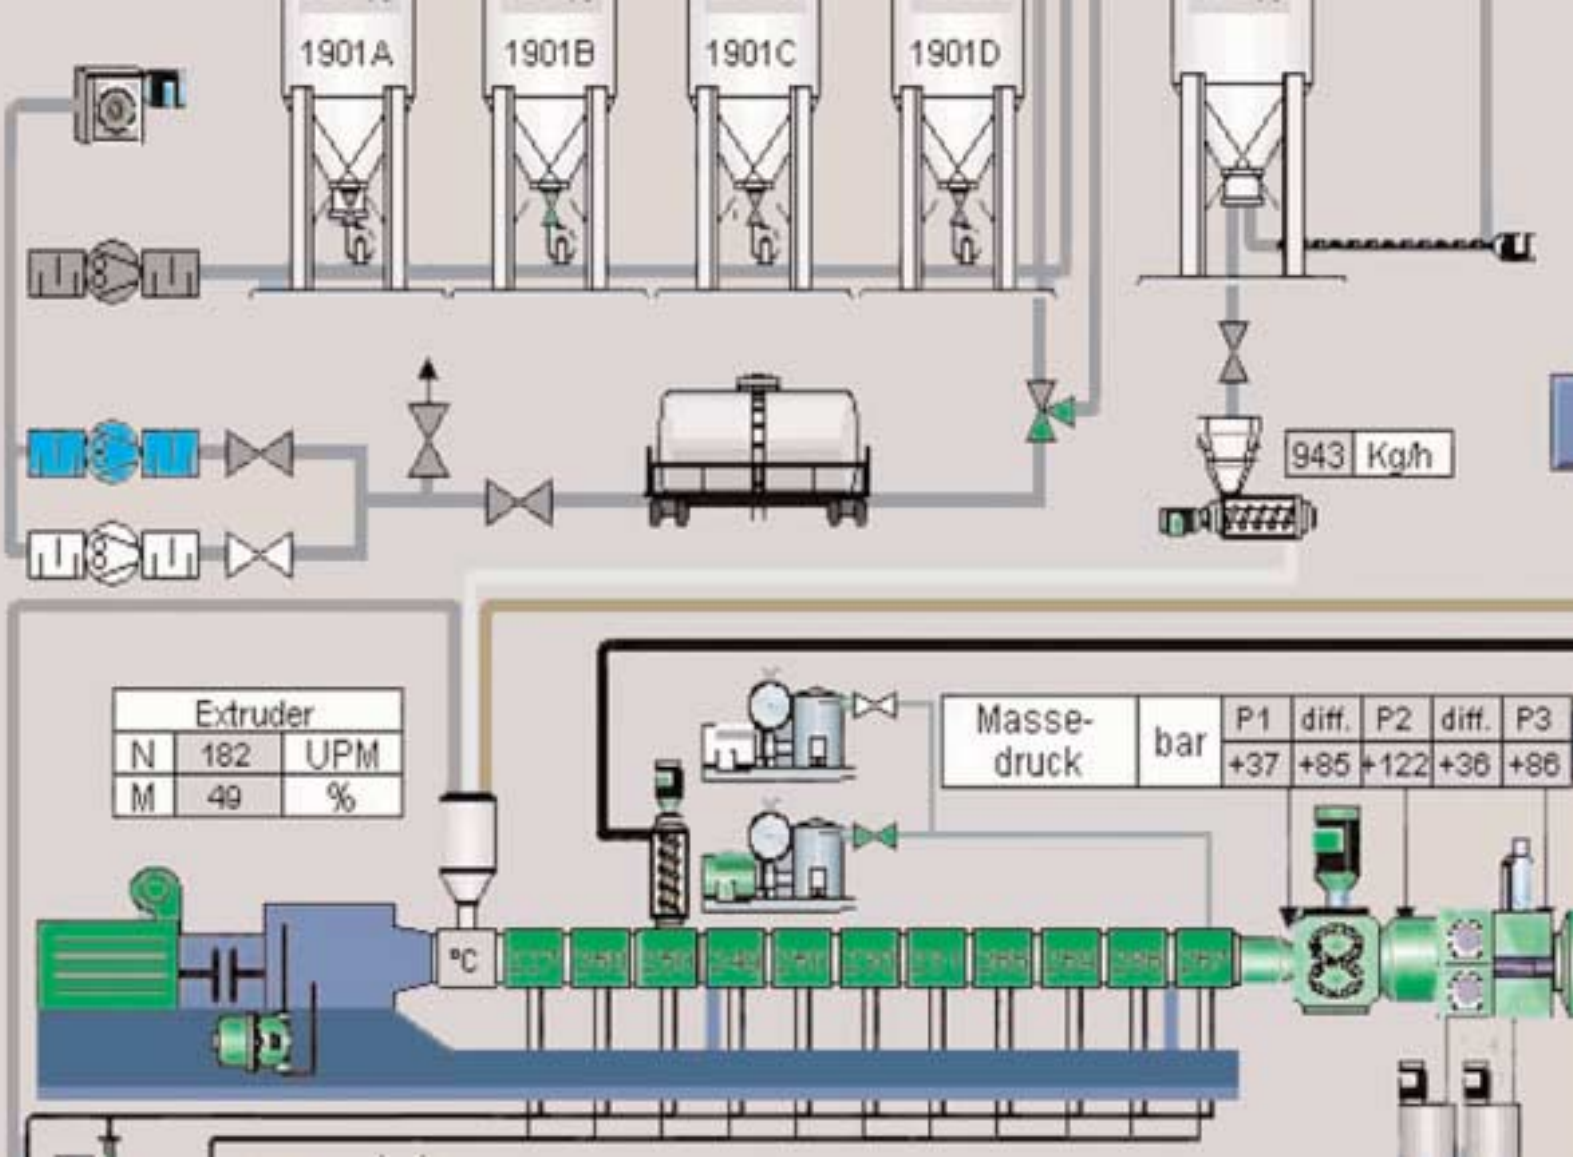 1901A 1901B 1901C 1901D
943 Kg/h
Extruder
N 182 UPM
M 49 %
Masse-
druck
bar
P1 diff. P2 diff. P3
+37 +85 +122 +36 +86
°C